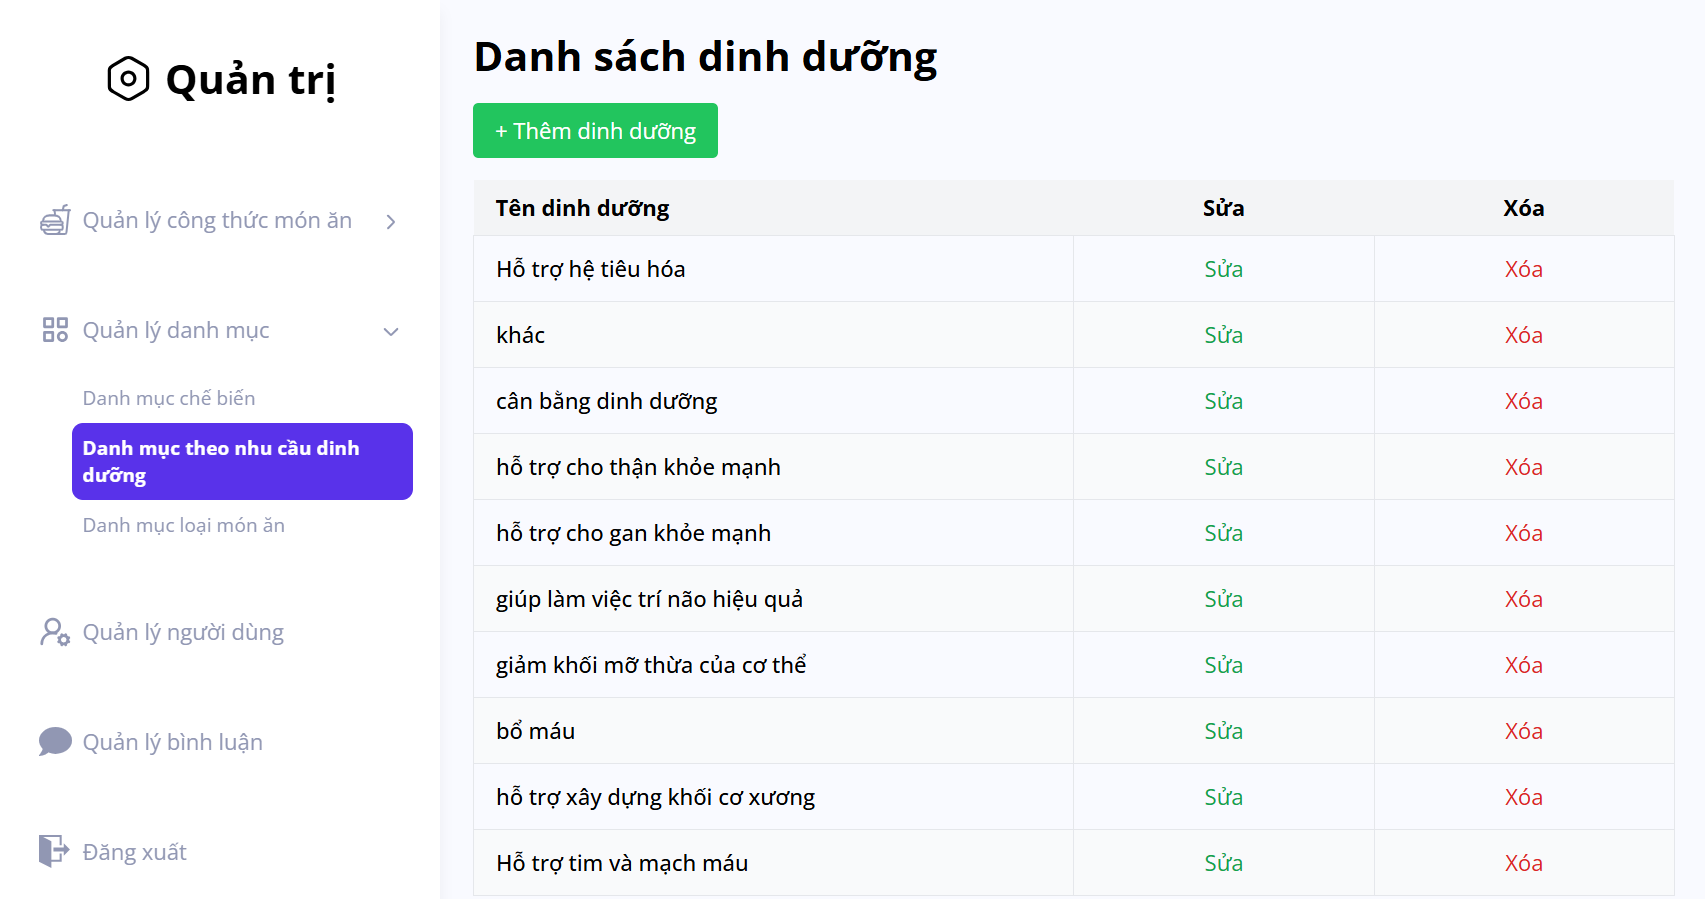 Quản trị
Quản lý công thức món ăn
Quản lý danh mục
Danh mục chế biến
Danh mục theo nhu cầu dinh
dưỡng
Danh mục loại món ăn
Quản lý người dùng
Quản lý bình luận
Đăng xuất
Danh sách dinh dưỡng
+ Thêm dinh dưỡng
Tên dinh dưỡng Sửa Xóa
Hỗ trợ hệ tiêu hóa Sửa Xóa
khác Sửa Xóa
cân bằng dinh dưỡng Sửa Xóa
hỗ trợ cho thận khỏe mạnh Sửa Xóa
hỗ trợ cho gan khỏe mạnh Sửa Xóa
giúp làm việc trí não hiệu quả Sửa Xóa
giảm khối mỡ thừa của cơ thể Sửa Xóa
bổ máu Sửa Xóa
hỗ trợ xây dựng khối cơ xương Sửa Xóa
Hỗ trợ tim và mạch máu Sửa Xóa